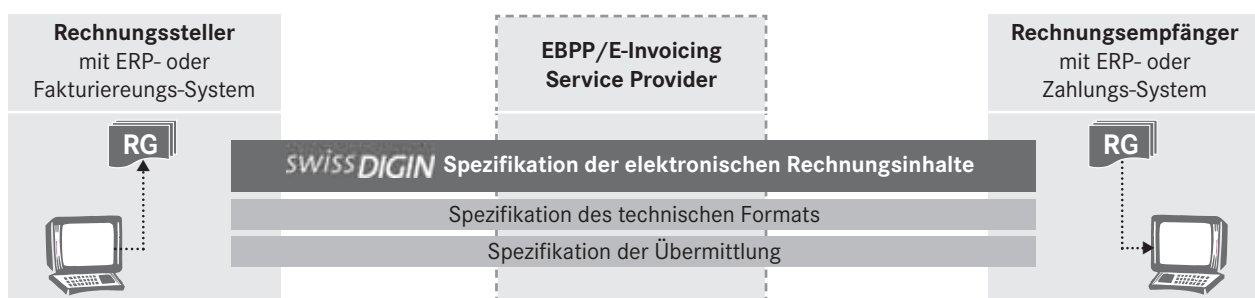 Rechnungssteller
mit ERP- oder
Fakturiereungs-System
EBPP/E-Invoicing
Service Provider
Rechnungsempfänger
mit ERP- oder
Zahlungs-System
RG
RG
swissDIGIN Spezifikation der elektronischen Rechnungsinhalte
Spezifikation des technischen Formats
Spezifikation der Übermittlung